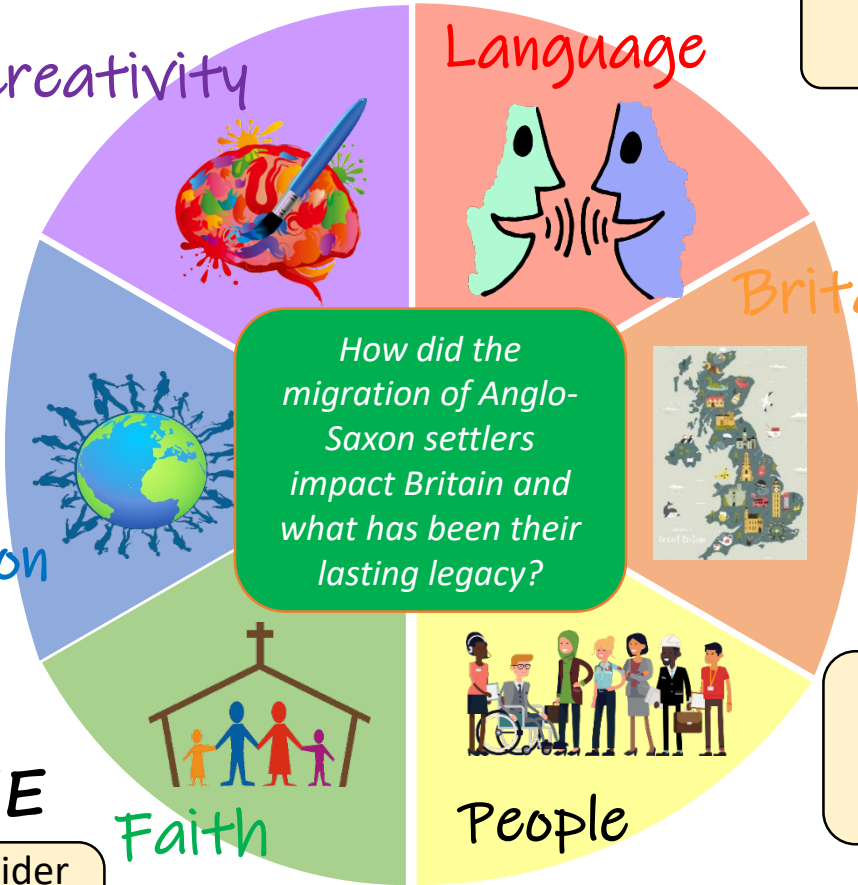 reativity
Language
Brit
How did the
migration of Anglo-
Saxon settlers
impact Britain and
what has been their
lasting legacy?
on
Faith
People
E
ider